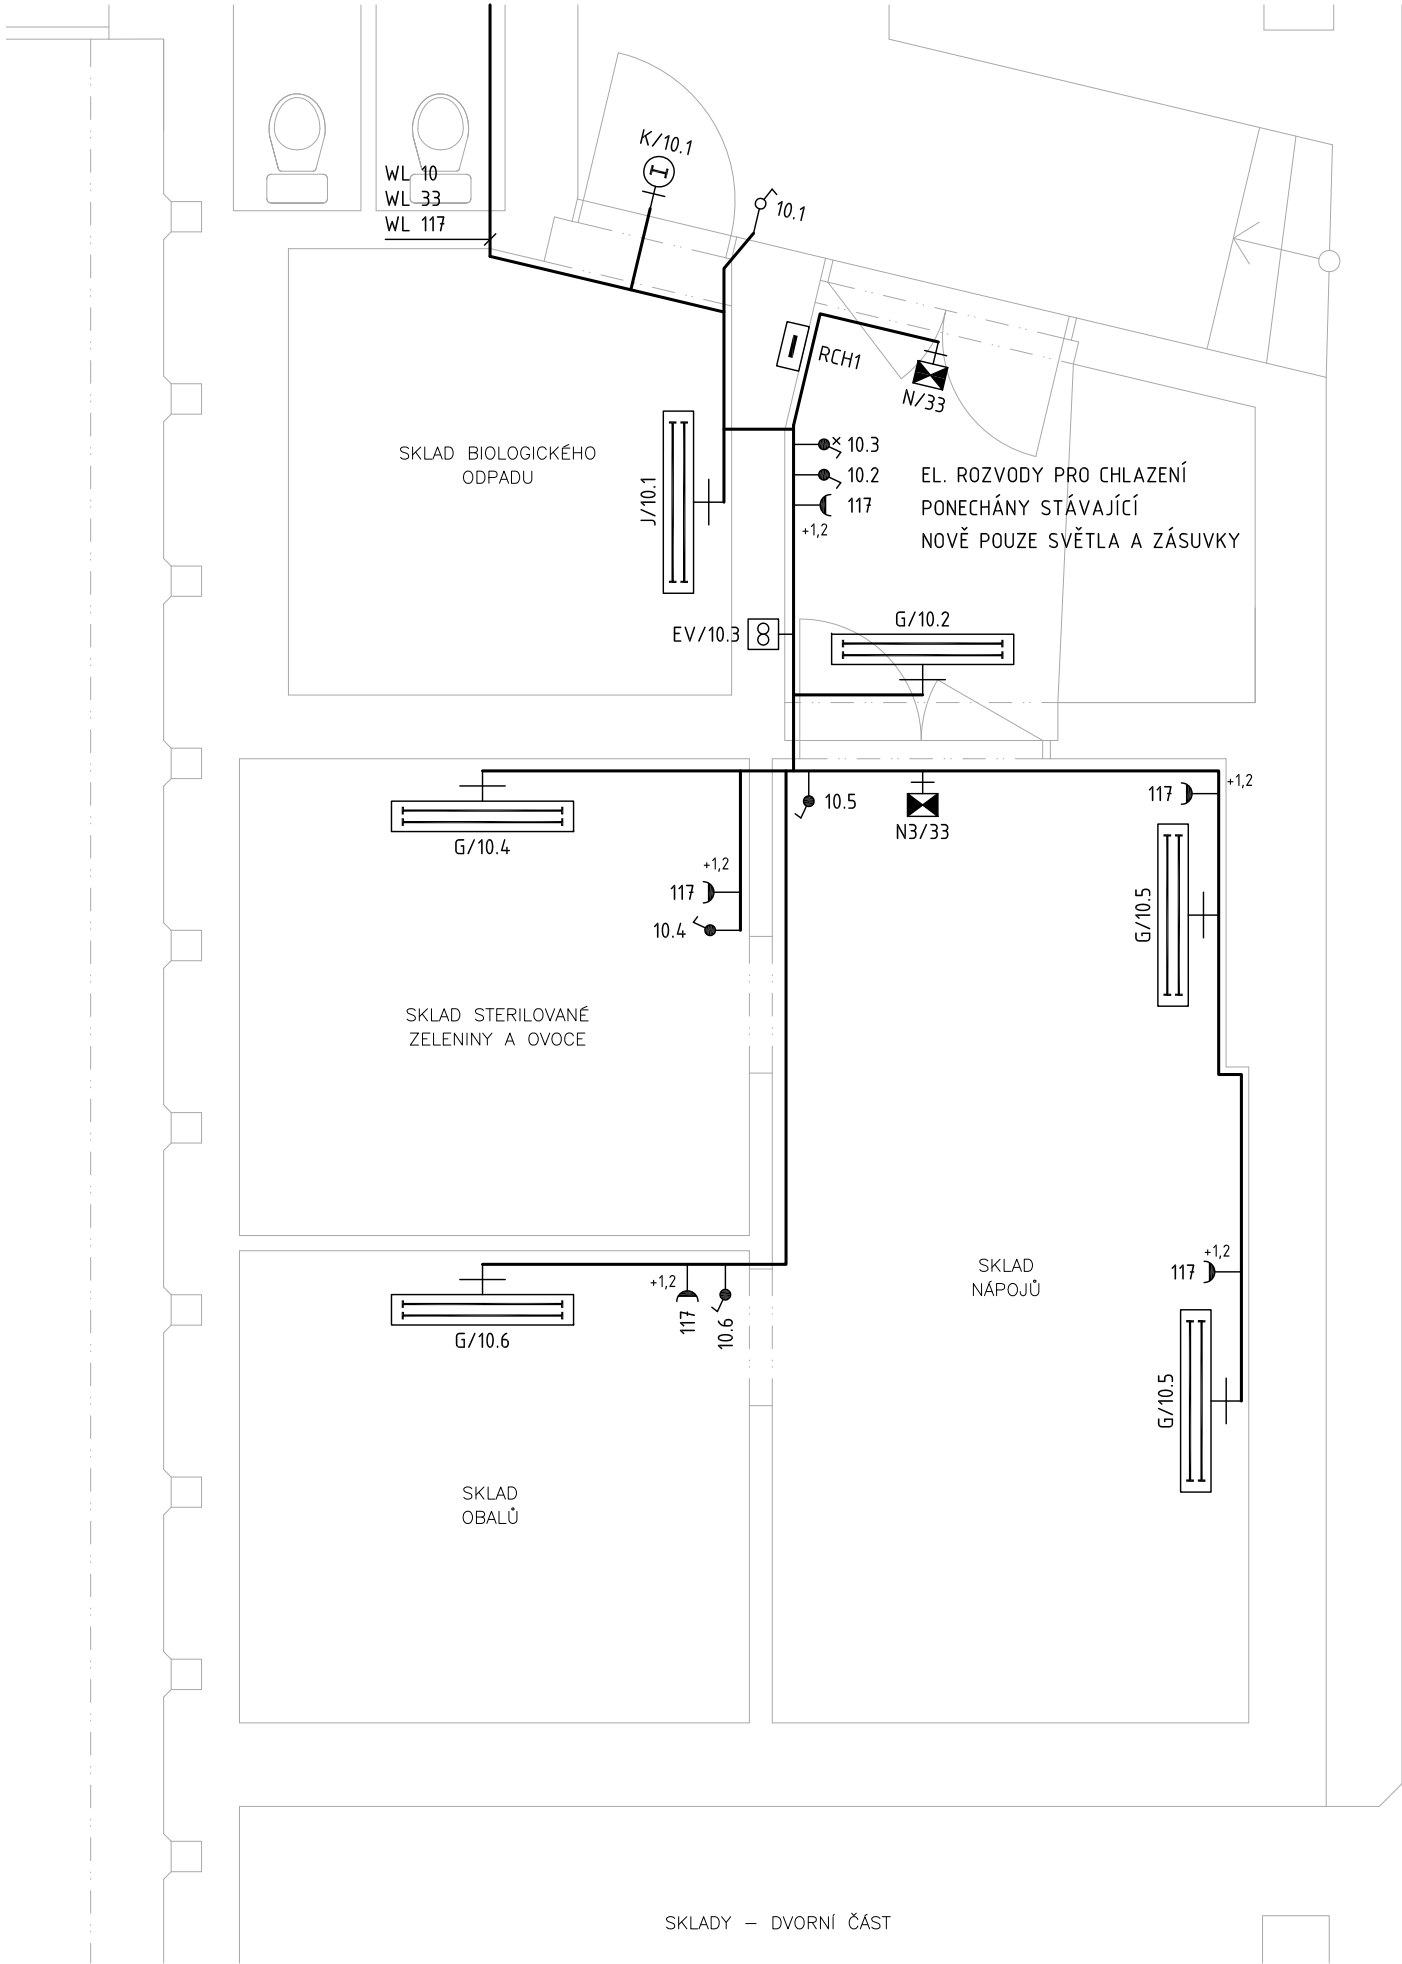 K/10.1
WL 10
WL 33
WL 117
10.1
RCH1
N/33
SKLAD BIOLOGICKÉHO
ODPADU
J/10.1
10.3
10.2
117
+1,2
EL. ROZVODY PRO CHLAZENÍ
PONECHÁNY STÁVAJÍCÍ
NOVĚ POUZE SVĚTLA A ZÁSUVKY
EV/10.3
G/10.2
G/10.4
10.5
N3/33
117
+1,2
+1,2
117
10.4
G/10.5
SKLAD STERILOVANÉ
ZELENINY A OVOCE
SKLAD
NÁPOJŮ
+1,2
117
G/10.6
+1,2
117
10.6
G/10.5
SKLAD
OBALŮ
SKLADY – DVORNÍ ČÁST